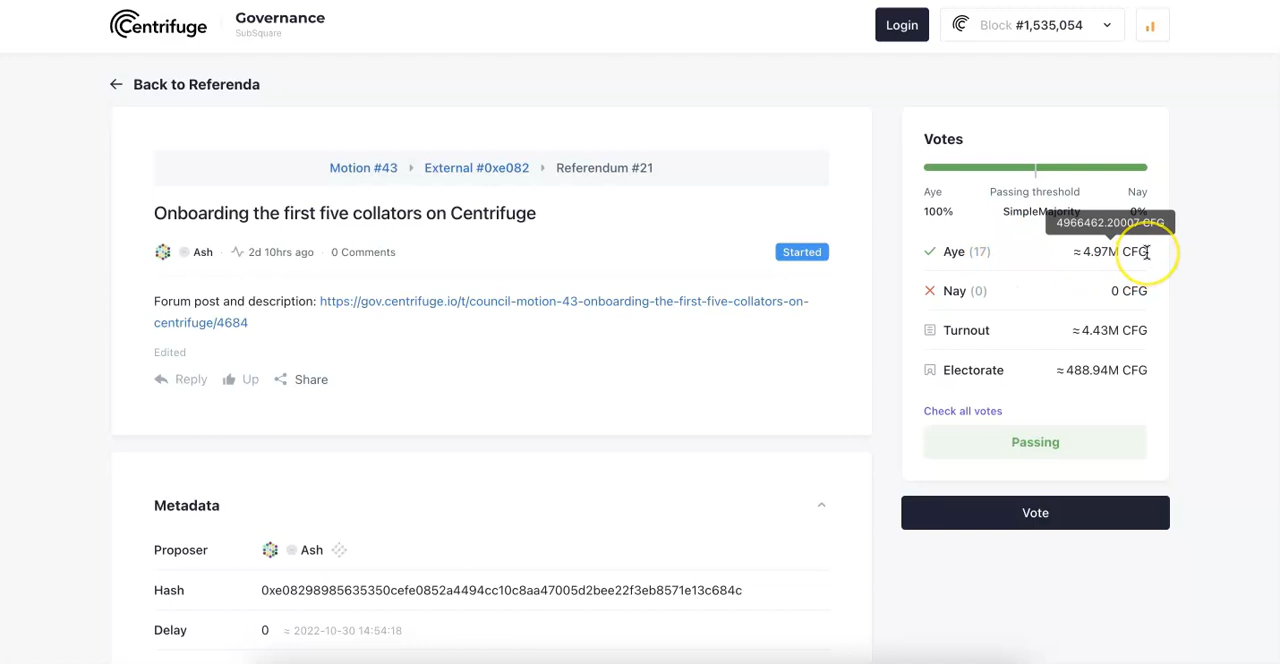 Centrifuge
Governance
SubSquare
Login
Block #1,535,054
Back to Referenda
Motion #43 External #0xe082 Referendum #21
Onboarding the first five collators on Centrifuge
Ash · 2d 10hrs ago · 0 Comments
Started
Forum post and description: https://gov.centrifuge.io/t/council-motion-43-onboarding-the-first-five-collators-on-
centrifuge/4684
Edited
Reply Up Share
Metadata
Proposer Ash
Hash 0xe08298985635350cefe0852a4494cc10c8aa47005d2bee22f3eb8571e13c684c
Delay 0 ≈ 2022-10-30 14:54:18
Votes
Aye Passing threshold Nay
100% SimpleMajority 0%
4966462.20007 CFG
Aye (17) ≈ 4.97M CFG
Nay (0) 0 CFG
Turnout ≈ 4.43M CFG
Electorate ≈ 488.94M CFG
Check all votes
Passing
Vote